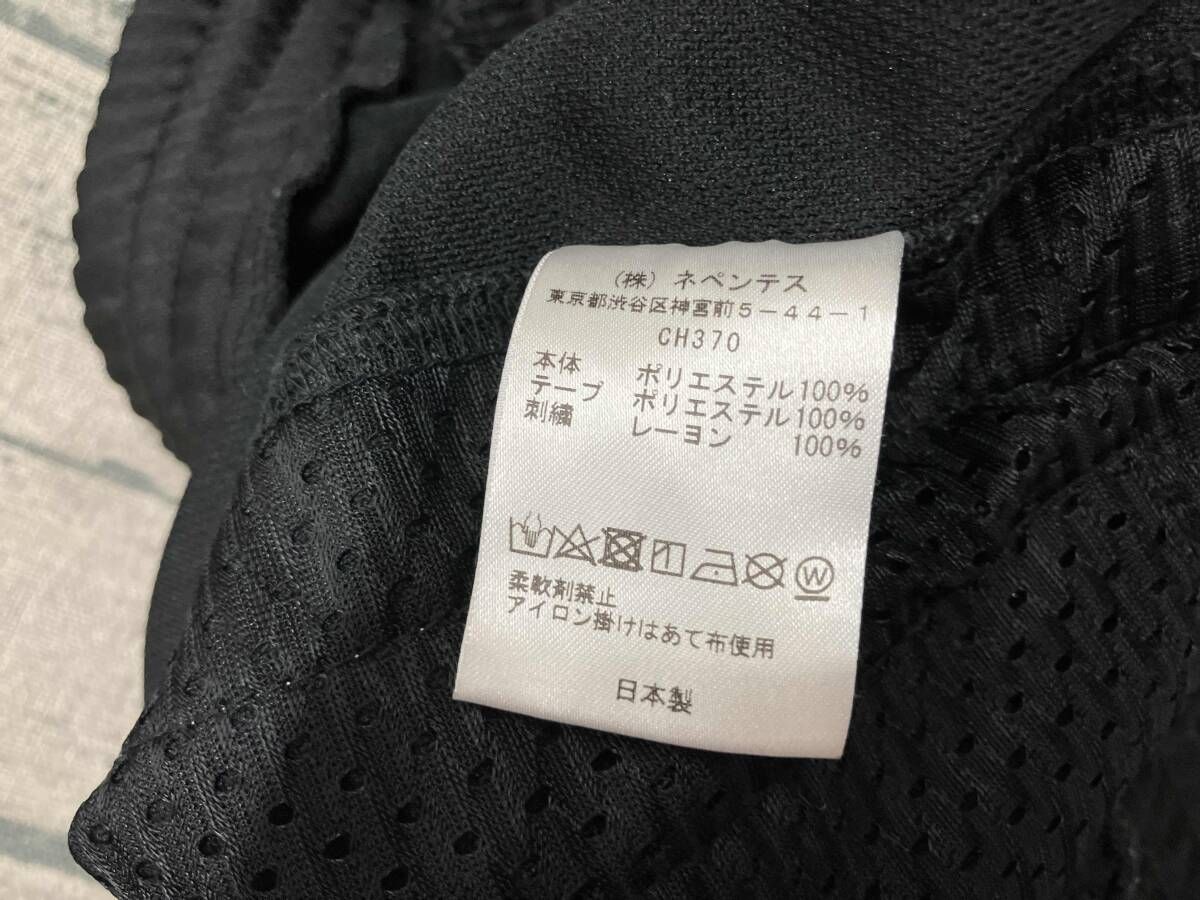 (株) ネペンテス
東京都渋谷区神宮前5-44-1
CH370
本体 ポリエステル100%
テープ ポリエステル100%
刺繍 レーヨン 100%
W
柔軟剤禁止
アイロン掛けはあて布使用
日本製